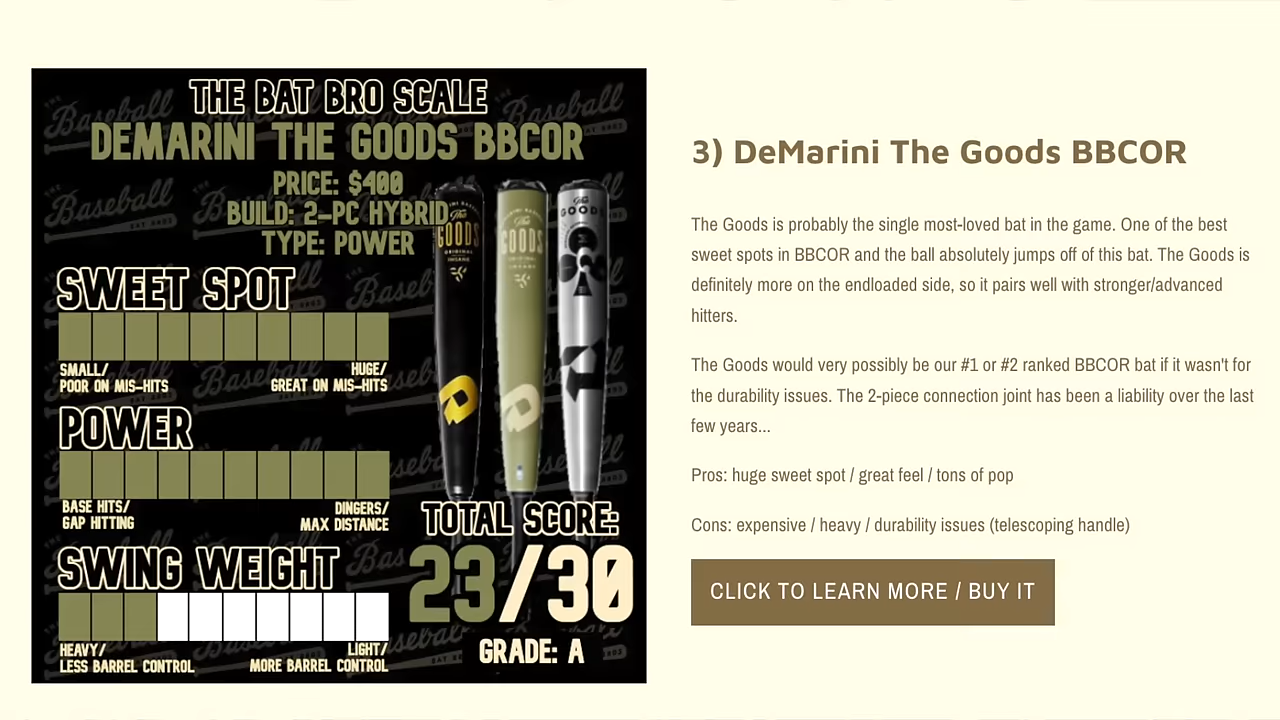 THE BAT BRO SCALE
DEMARINI THE GOODS BBCOR
PRICE: $400
BUILD: 2-PC HYBRID
TYPE: POWER
SWEET SPOT
SMALL/ HUGE/
POOR ON MIS-HITS GREAT ON MIS-HITS
POWER
BASE HITS/ DINGERS/
GAP HITTING MAX DISTANCE
SWING WEIGHT
HEAVY/ LIGHT/
LESS BARREL CONTROL MORE BARREL CONTROL
The
GOODS
ORIGINAL
INSANE
GOODS
The
GOODS
TOTAL SCORE:
23/30
GRADE: A
3) DeMarini The Goods BBCOR
The Goods is probably the single most-loved bat in the game. One of the best
sweet spots in BBCOR and the ball absolutely jumps off of this bat. The Goods is
definitely more on the endloaded side, so it pairs well with stronger/advanced
hitters.
The Goods would very possibly be our #1 or #2 ranked BBCOR bat if it wasn't for
the durability issues. The 2-piece connection joint has been a liability over the last
few years...
Pros: huge sweet spot / great feel / tons of pop
Cons: expensive / heavy / durability issues (telescoping handle)
CLICK TO LEARN MORE / BUY IT